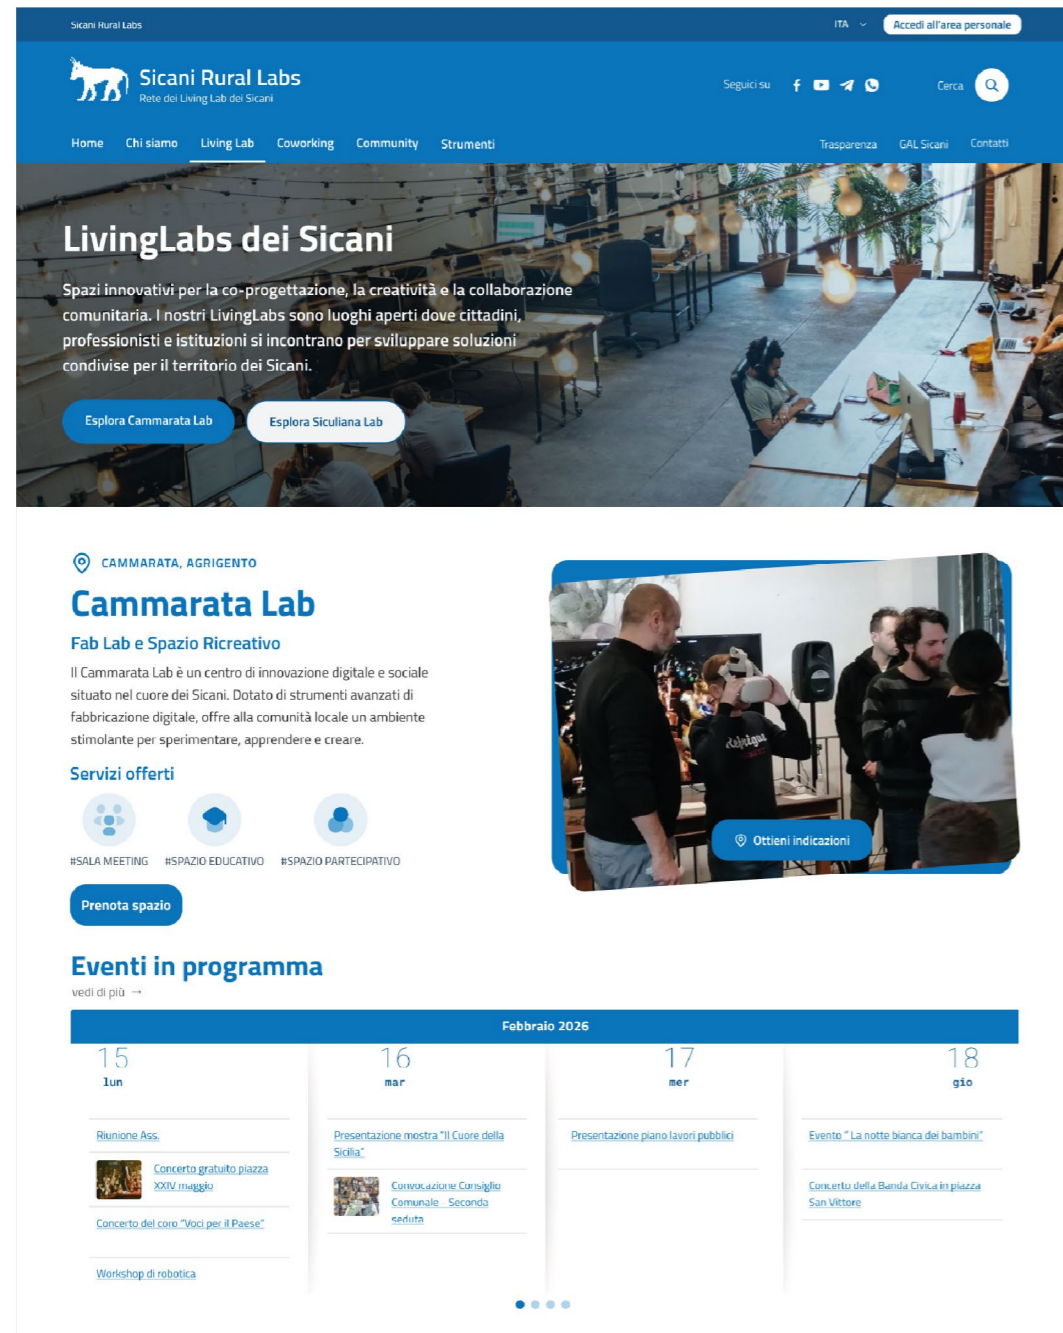 Sicani Rural Labs
ITA
Accedi all'area personale
Sicani Rural Labs
Rete dei Living Lab dei Sicani
Seguici su
Cerca
Home Chi siamo Living Lab Coworking Community Strumenti
Trasparenza GAL Sicani Contatti
LivingLabs dei Sicani
Spazi innovativi per la co-progettazione, la creatività e la collaborazione
comunitaria. I nostri LivingLabs sono luoghi aperti dove cittadini,
professionisti e istituzioni si incontrano per sviluppare soluzioni
condivise per il territorio dei Sicani.
Esplora Cammarata Lab
Esplora Siculiana Lab
CAMMARATA, AGRIGENTO
Cammarata Lab
Fab Lab e Spazio Ricreativo
Il Cammarata Lab è un centro di innovazione digitale e sociale
situato nel cuore dei Sicani. Dotato di strumenti avanzati di
fabbricazione digitale, offre alla comunità locale un ambiente
stimolante per sperimentare, apprendere e creare.
Servizi offerti
#SALA MEETING #SPAZIO EDUCATIVO #SPAZIO PARTECIPATIVO
Prenota spazio
Ottieni indicazioni
Eventi in programma
vedi di più →
Febbraio 2026
15
lun
Riunione Ass.
Concerto gratuito piazza
XXIV maggio
Concerto del coro "Voci per il Paese"
Workshop di robotica
16
mar
Presentazione mostra "Il Cuore della
Sicilia"
Convocazione Consiglio
Comunale - Seconda
seduta
17
mer
Presentazione piano lavori pubblici
18
gio
Evento " La notte bianca dei bambini"
Concerto della Banda Civica in piazza
San Vittore